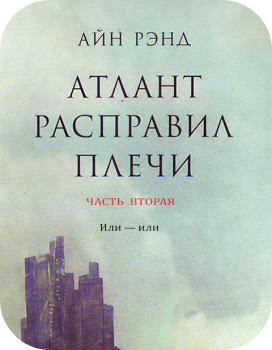 АЙН РЭНД
АТЛАНТ
РАСПРАВИЛ
ПЛЕЧИ
ЧАСТЬ ВТОРАЯ
Или — или